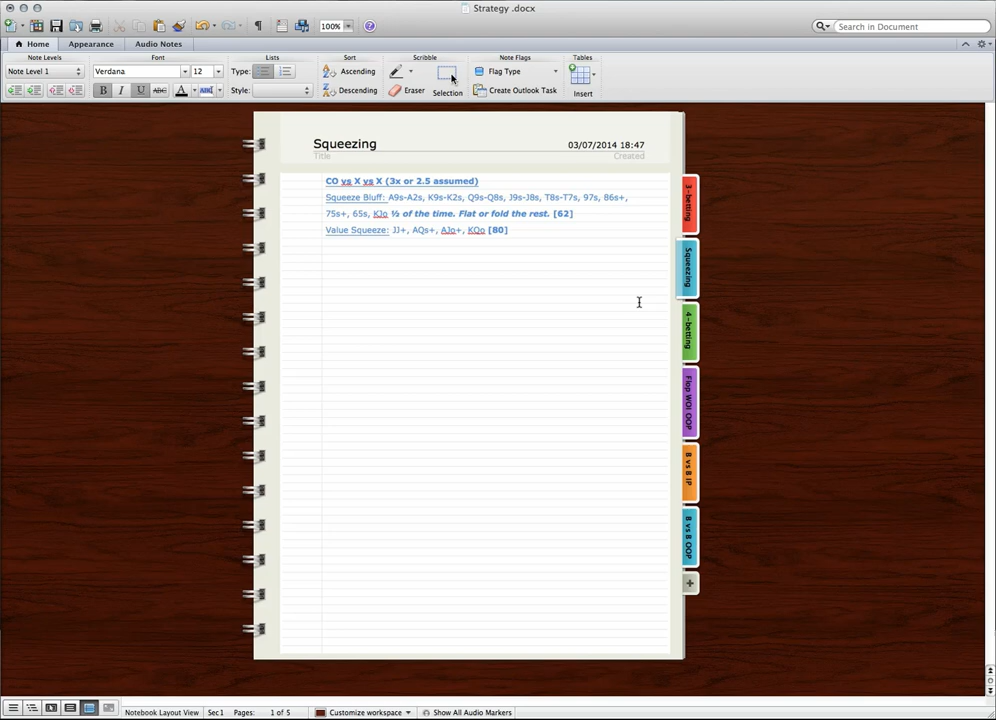 Strategy .docx
100%
Search in Document
Home
Appearance
Audio Notes
Note Levels
Font
Lists
Sort
Scribble
Note Flags
Tables
Note Level 1
Verdana
12
Type:
Ascending
Flag Type
Style:
Descending
Eraser
Selection
Create Outlook Task
Insert
B I U ABC A
Squeezing
03/07/2014 18:47
Title
Created
CO vs X vs X (3x or 2.5 assumed)
Squeeze Bluff: A9s-A2s, K9s-K2s, Q9s-Q8s, J9s-J8s, T8s-T7s, 97s, 86s+,
75s+, 65s, KJo ½ of the time. Flat or fold the rest. [62]
Value Squeeze: JJ+, AQs+, AJo+, KQo [80]
3-betting
Squeezing
4-betting
Flop WOI OOP
B vs B IP
B vs B OOP
+
Notebook Layout View
Sec1
Pages:
1 of 5
Customize workspace
Show All Audio Markers